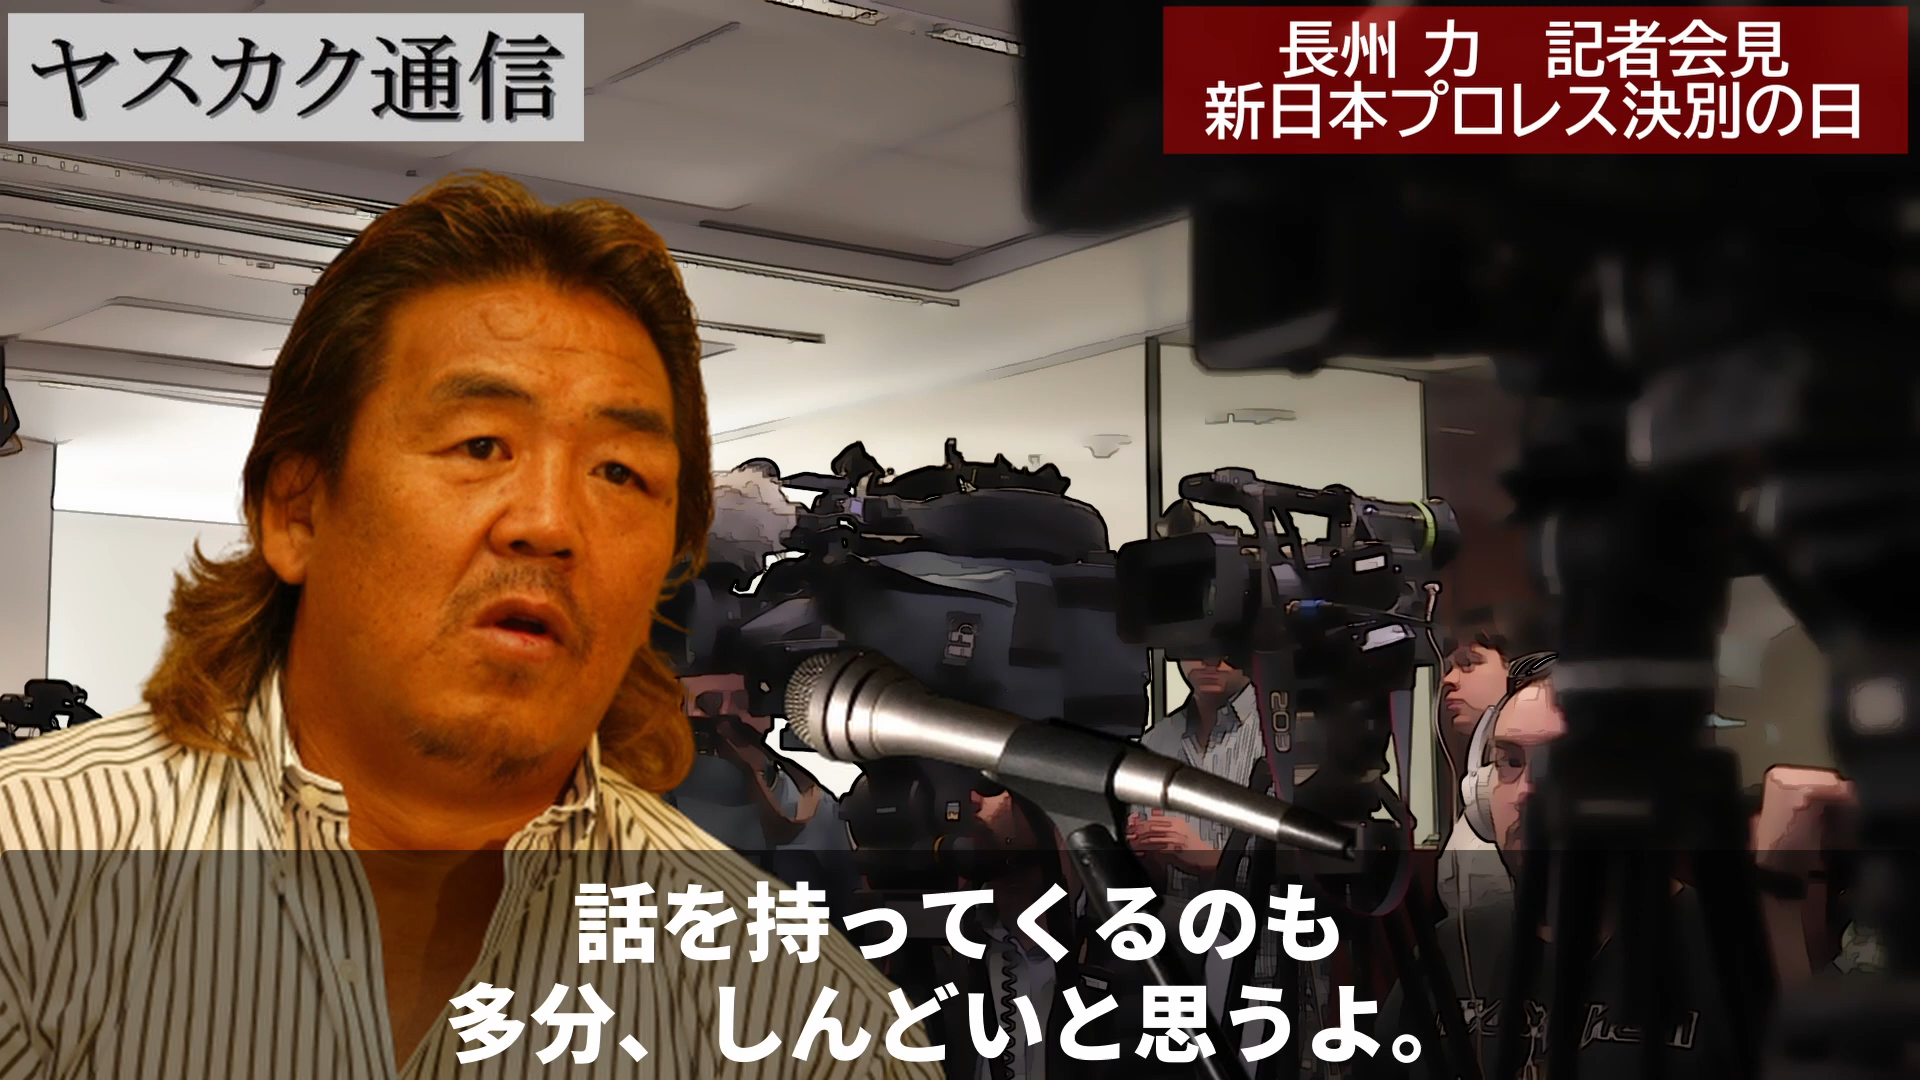 ヤスカク通信
長州 力　記者会見
新日本プロレス決別の日
話を持ってくるのも
多分、しんどいと思うよ。